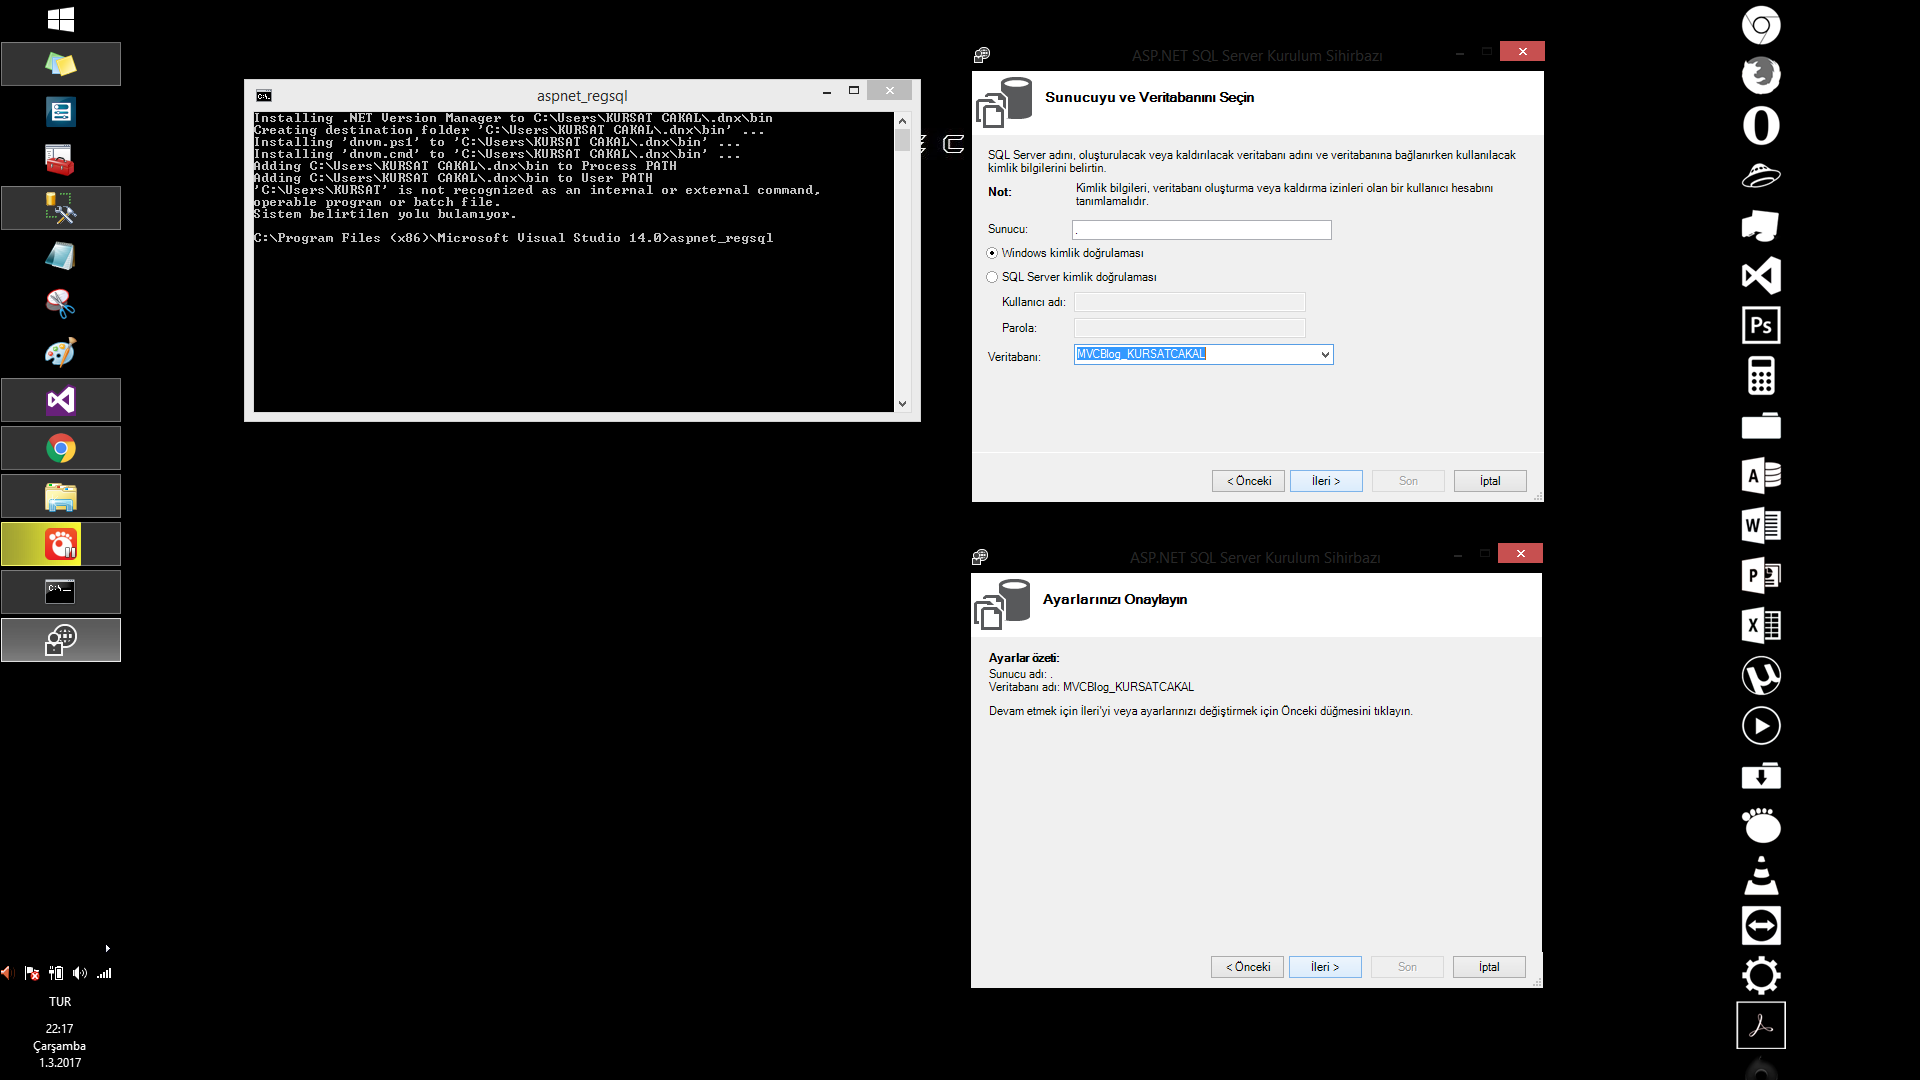 aspnet_regsql
Installing .NET Version Manager to C:\Users\KURSAT CAKAL\.dnx\bin
Creating destination folder 'C:\Users\KURSAT CAKAL\.dnx\bin' ...
Installing 'dnvm.ps1' to 'C:\Users\KURSAT CAKAL\.dnx\bin' ...
Installing 'dnvm.cmd' to 'C:\Users\KURSAT CAKAL\.dnx\bin' ...
Adding C:\Users\KURSAT CAKAL\.dnx\bin to Process PATH
Adding C:\Users\KURSAT CAKAL\.dnx\bin to User PATH
'C:\Users\KURSAT' is not recognized as an internal or external command,
operable program or batch file.
Sistem belirtilen yolu bulamıyor.
C:\Program Files (x86)\Microsoft Visual Studio 14.0>aspnet_regsql
ASP.NET SQL Server Kurulum Sihirbazı
Sunucuyu ve Veritabanını Seçin
SQL Server adını, oluşturulacak veya kaldırılacak veritabanı adını ve veritabanına bağlanırken kullanılacak
kimlik bilgilerini belirtin.
Not: Kimlik bilgileri, veritabanı oluşturma veya kaldırma izinleri olan bir kullanıcı hesabını
tanımlamalıdır.
Sunucu: .
Windows kimlik doğrulaması
SQL Server kimlik doğrulaması
Kullanıcı adı:
Parola:
Veritabanı: MVCBlog_KURSATCAKAL
< Önceki İleri > Son İptal
ASP.NET SQL Server Kurulum Sihirbazı
Ayarlarınızı Onaylayın
Ayarlar özeti:
Sunucu adı: .
Veritabanı adı: MVCBlog_KURSATCAKAL
Devam etmek için İleri'yi veya ayarlarınızı değiştirmek için Önceki düğmesini tıklayın.
< Önceki İleri > Son İptal
TUR
22:17
Çarşamba
1.3.2017
Ps
A
W
P
X